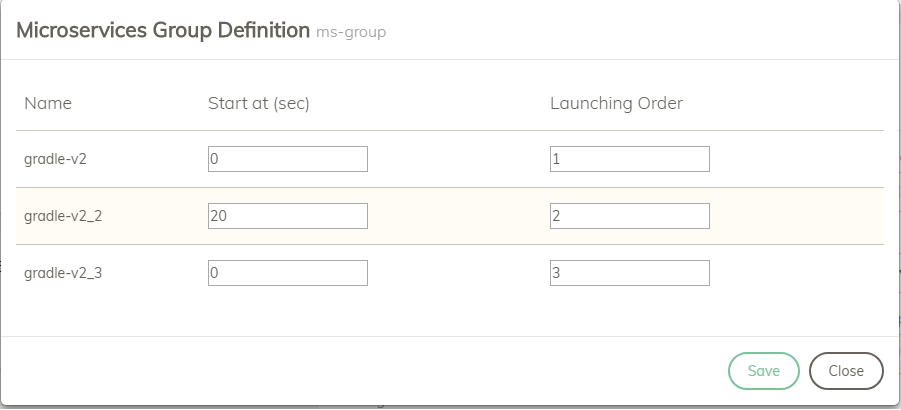 Microservices Group Definition ms-group
Name Start at (sec) Launching Order
gradle-v2 0 1
gradle-v2_2 20 2
gradle-v2_3 0 3
Save Close